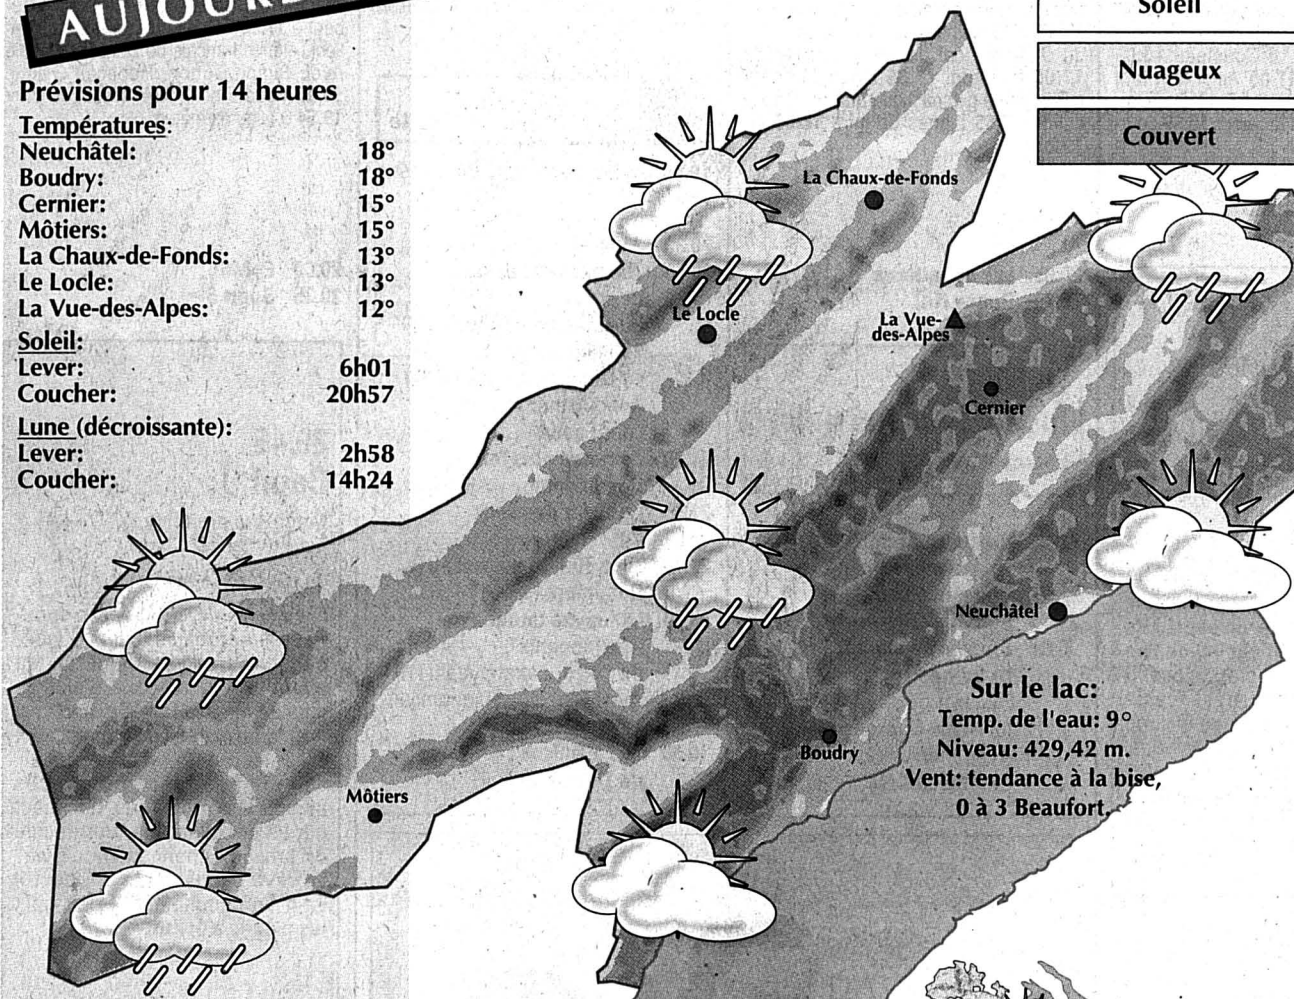 Prévisions pour 14 heures
Températures:
Neuchâtel: 18°
Boudry: 18°
Cernier: 15°
Môtiers: 15°
La Chaux-de-Fonds: 13°
Le Locle: 13°
La Vue-des-Alpes: 12°
Soleil:
Lever: 6h01
Coucher: 20h57
Lune (décroissante):
Lever: 2h58
Coucher: 14h24
Soleil
Nuageux
Couvert
La Chaux-de-Fonds
Le Locle
La Vue-
des-Alpes
Cernier
Neuchâtel
Boudry
Môtiers
Sur le lac:
Temp. de l'eau: 9°
Niveau: 429,42 m.
Vent: tendance à la bise,
0 à 3 Beaufort.